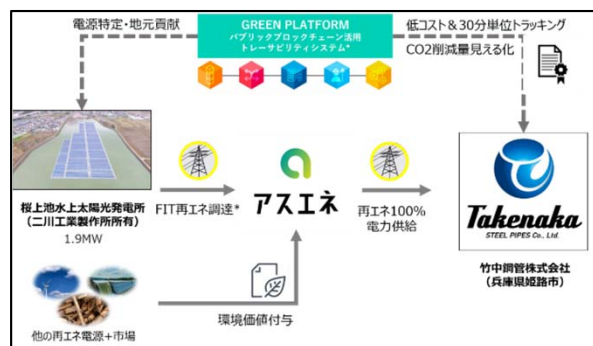 電源特定・地元貢献
GREEN PLATFORM
パブリックブロックチェーン活用
トレーサビリティシステム*
低コスト＆30分単位トラッキング
CO2削減量見える化
桜上池水上太陽光発電所
（二川工業製作所所有）
1.9MW
FIT再エネ調達*
アスエネ
再エネ100%
電力供給
Takenaka
STEEL PIPES Co., Ltd.
竹中鋼管株式会社
（兵庫県姫路市）
環境価値付与
他の再エネ電源+市場